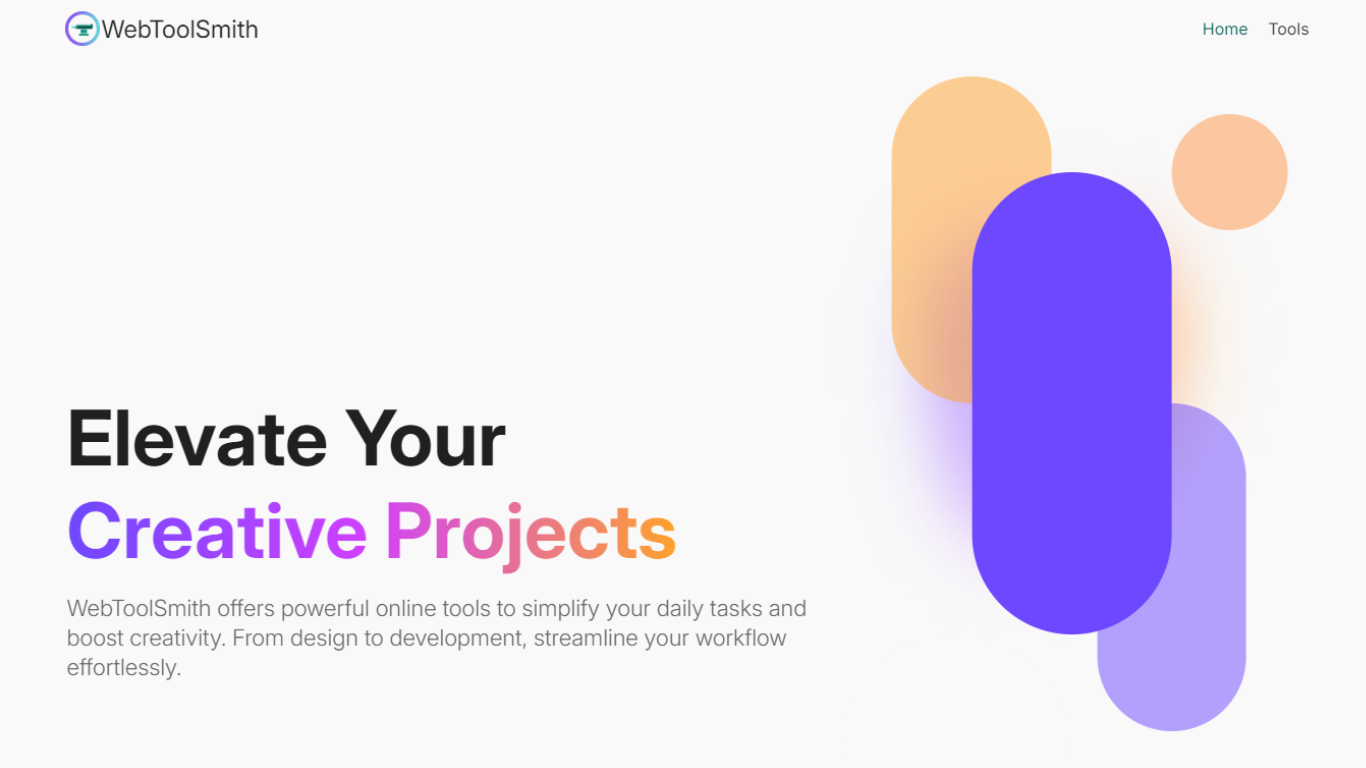 WebToolSmith
Home
Tools
Elevate Your
Creative Projects
WebToolSmith offers powerful online tools to simplify your daily tasks and
boost creativity. From design to development, streamline your workflow
effortlessly.